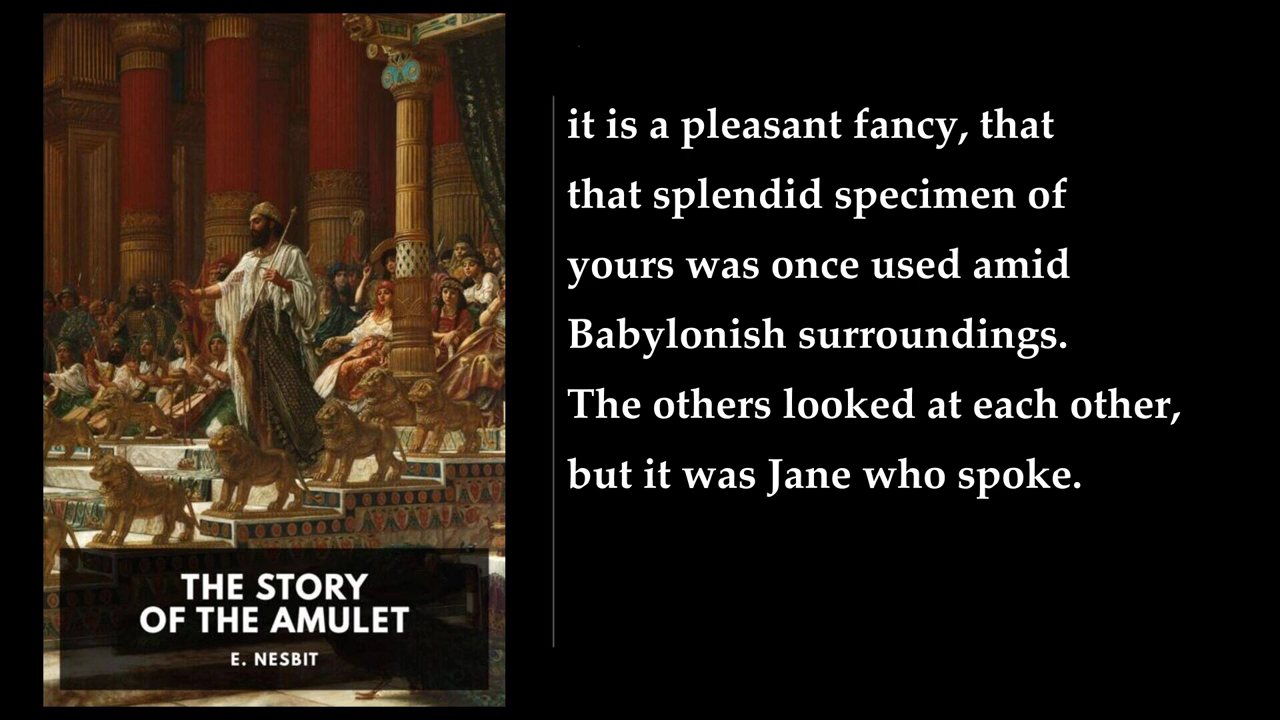 THE STORY
OF THE AMULET
E. NESBIT
it is a pleasant fancy, that
that splendid specimen of
yours was once used amid
Babylonish surroundings.
The others looked at each other,
but it was Jane who spoke.